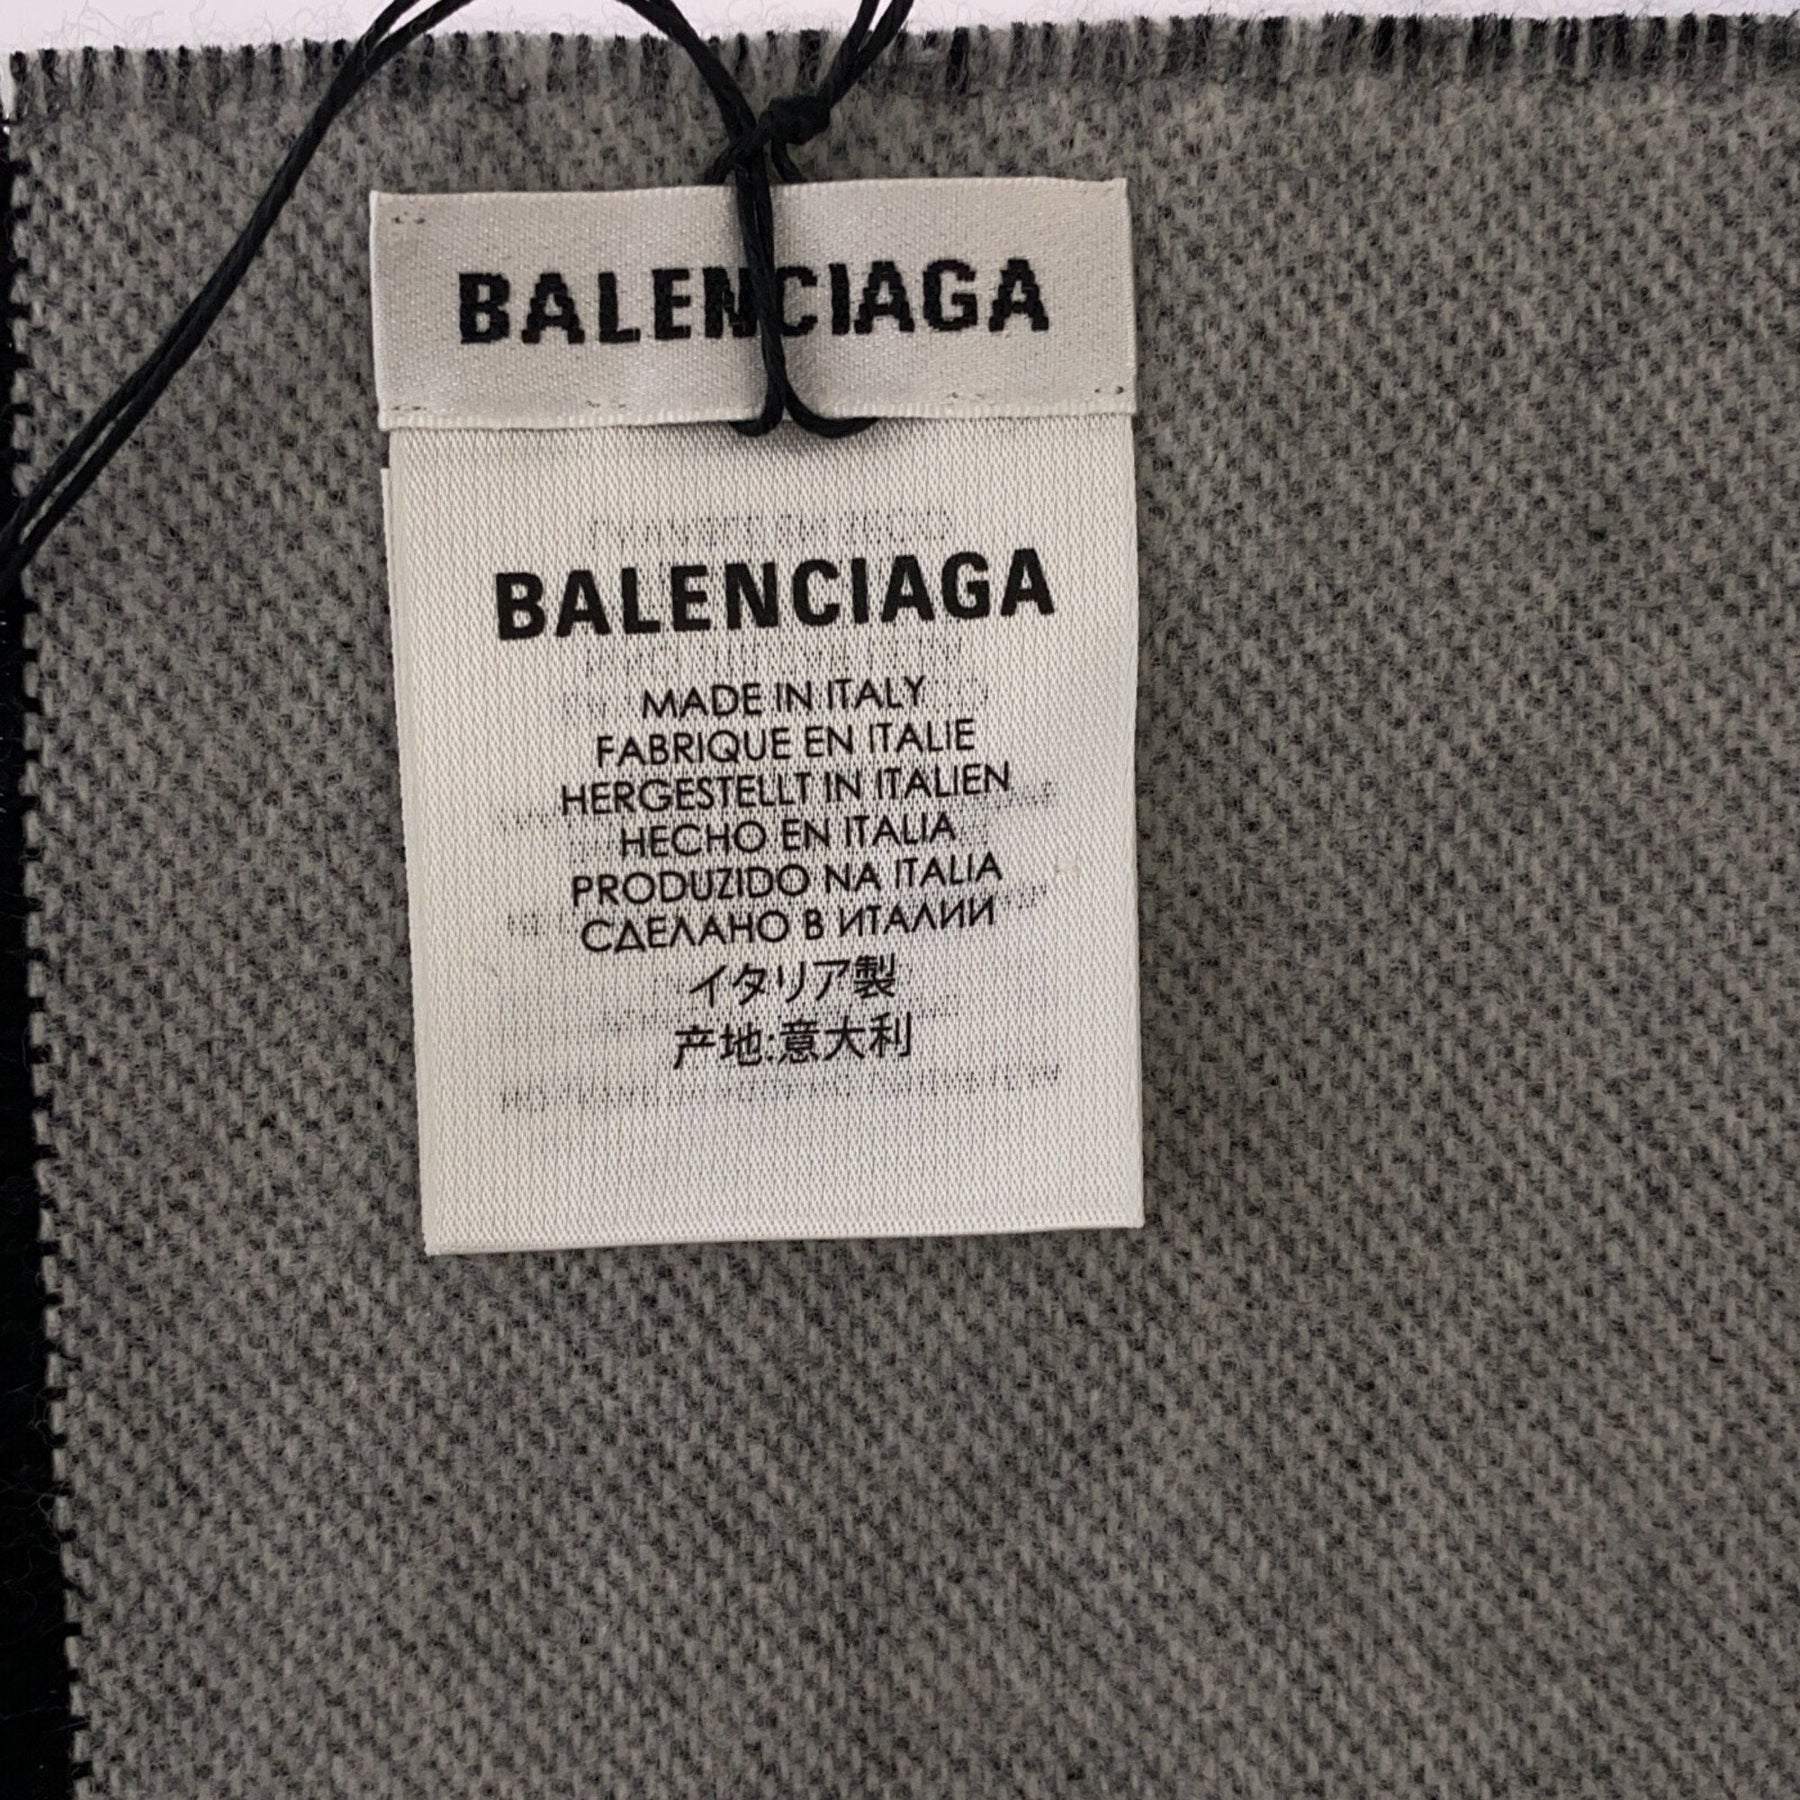 BALENCIAGA
BALENCIAGA
MADE IN ITALY
FABRIQUE EN ITALIE
HERGESTELLT IN ITALIEN
HECHO EN ITALIA
PRODUZIDO NA ITALIA
СДЕЛАНО В ИТАЛИИ
イタリア製
产地:意大利